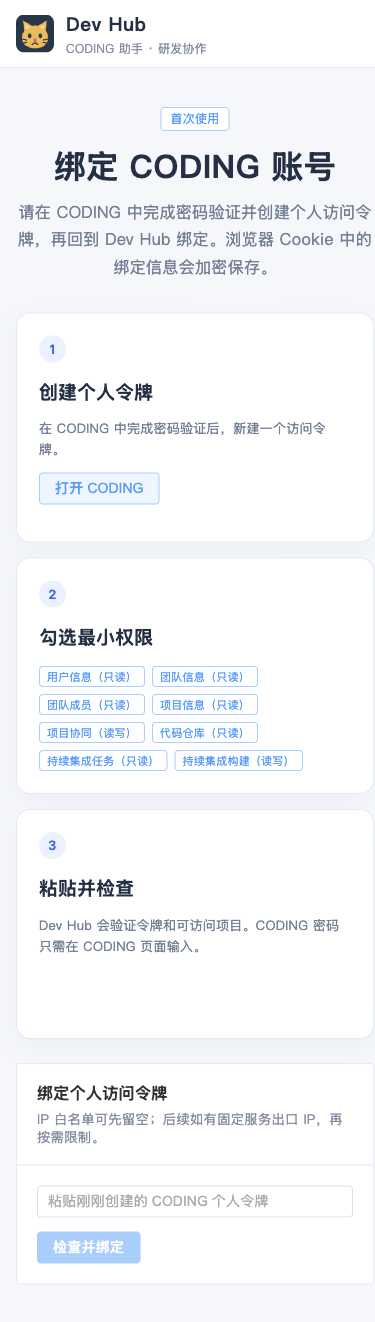 Dev Hub
CODING 助手 · 研发协作
首次使用
绑定 CODING 账号
请在 CODING 中完成密码验证并创建个人访问令
牌，再回到 Dev Hub 绑定。浏览器 Cookie 中的
绑定信息会加密保存。
1
创建个人令牌
在 CODING 中完成密码验证后，新建一个访问令
牌。
打开 CODING
2
勾选最小权限
用户信息（只读） 团队信息（只读）
团队成员（只读） 项目信息（只读）
项目协同（读写） 代码仓库（只读）
持续集成任务（只读） 持续集成构建（读写）
3
粘贴并检查
Dev Hub 会验证令牌和可访问项目。CODING 密码
只需在 CODING 页面输入。
绑定个人访问令牌
IP 白名单可先留空；后续如有固定服务出口 IP，再
按需限制。
粘贴刚刚创建的 CODING 个人令牌
检查并绑定